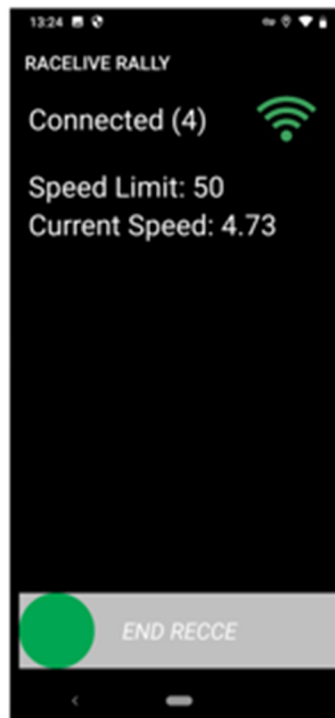 13:24
RACELIVE RALLY
Connected (4)
Speed Limit: 50
Current Speed: 4.73
END RECCE